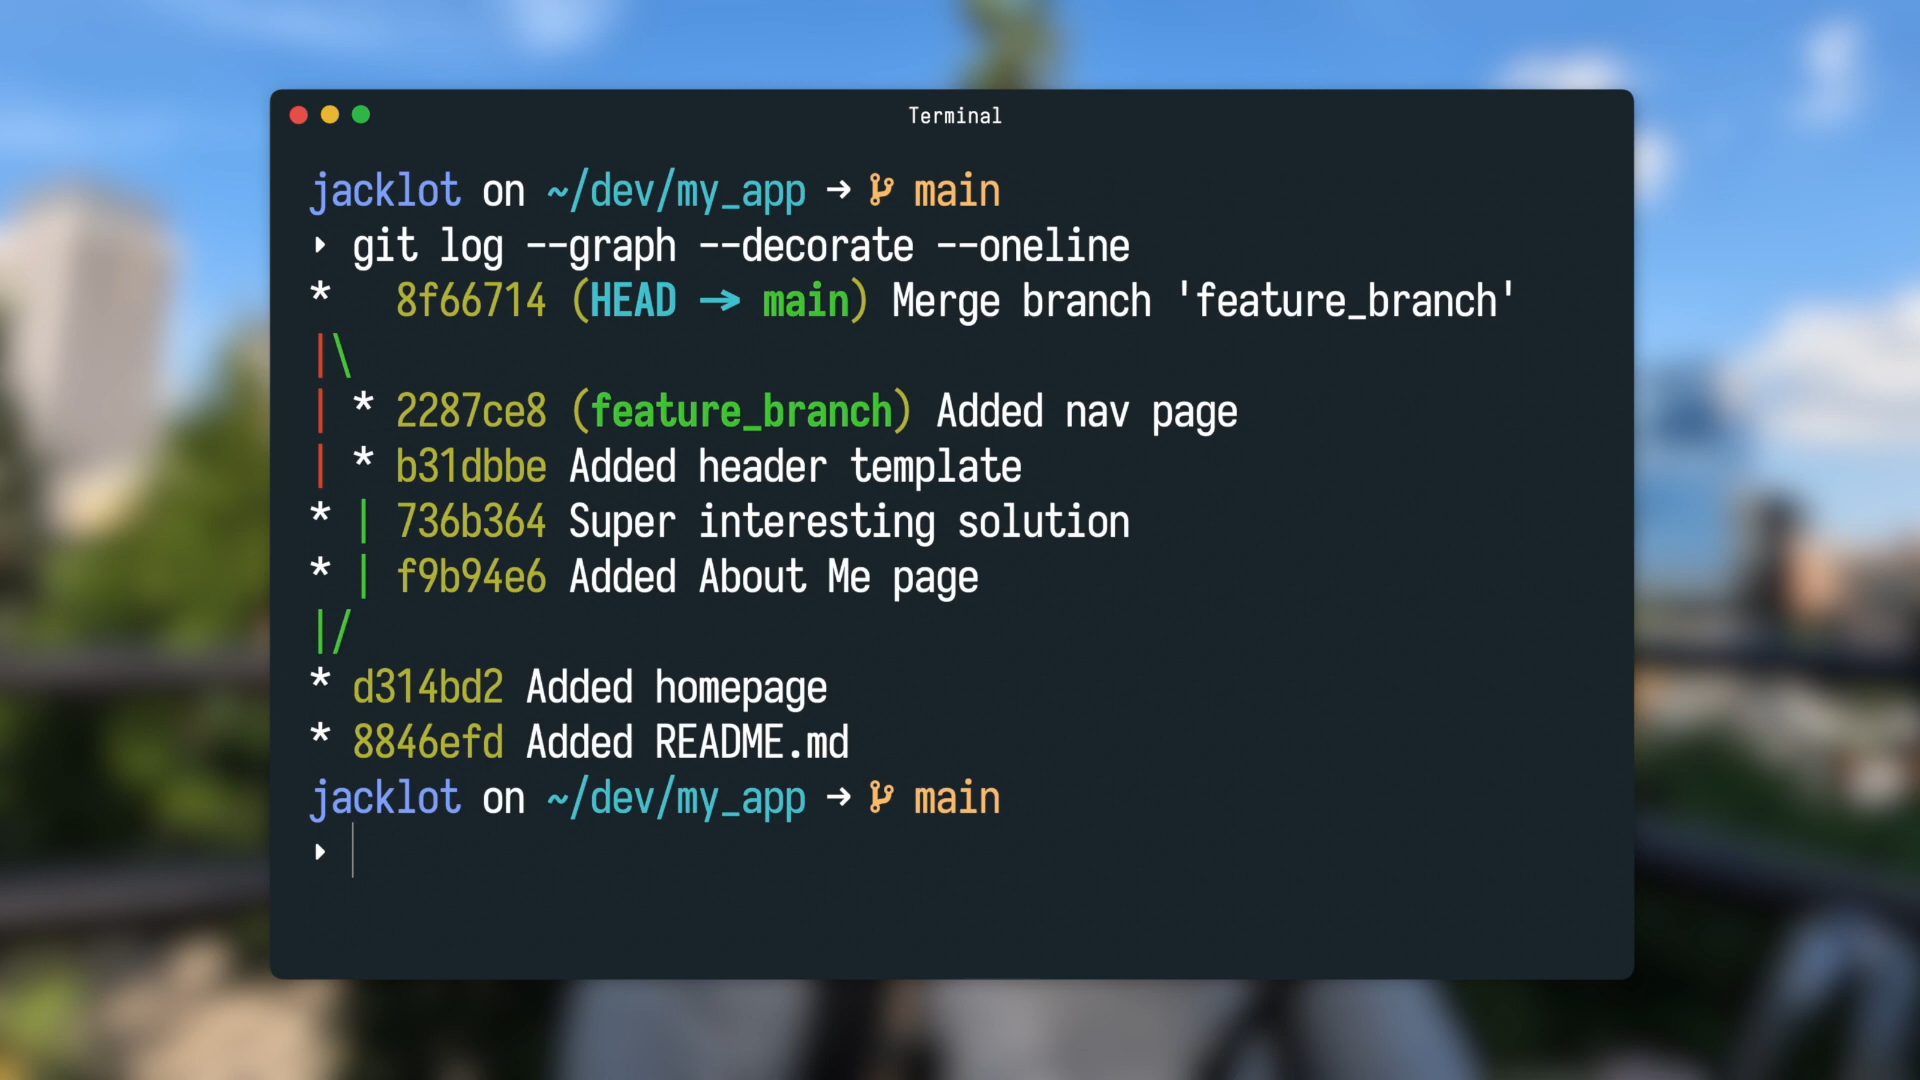 Terminal
jacklot on ~/dev/my_app → main
▸ git log --graph --decorate --oneline
*   8f66714 (HEAD -> main) Merge branch 'feature_branch'
|\
| * 2287ce8 (feature_branch) Added nav page
| * b31dbbe Added header template
* | 736b364 Super interesting solution
* | f9b94e6 Added About Me page
|/
* d314bd2 Added homepage
* 8846efd Added README.md
jacklot on ~/dev/my_app → main
▸